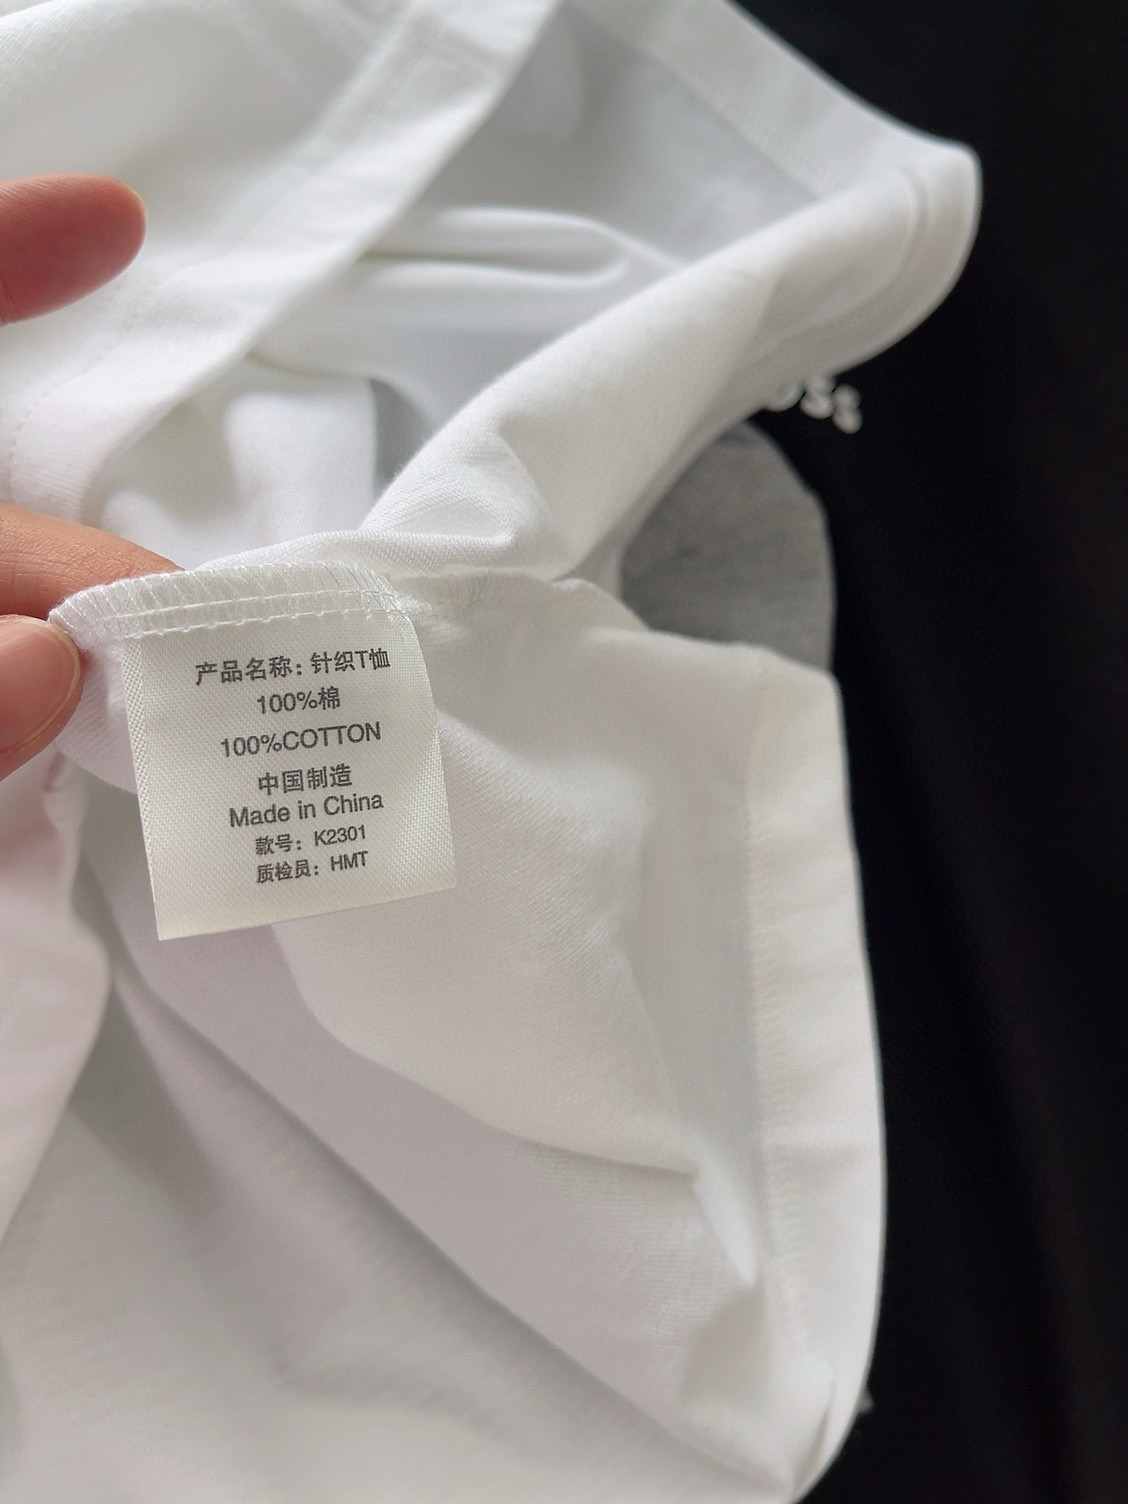 产品名称：针织T恤
100%棉
100%COTTON
中国制造
Made in China
款号：K2301
质检员：HMT